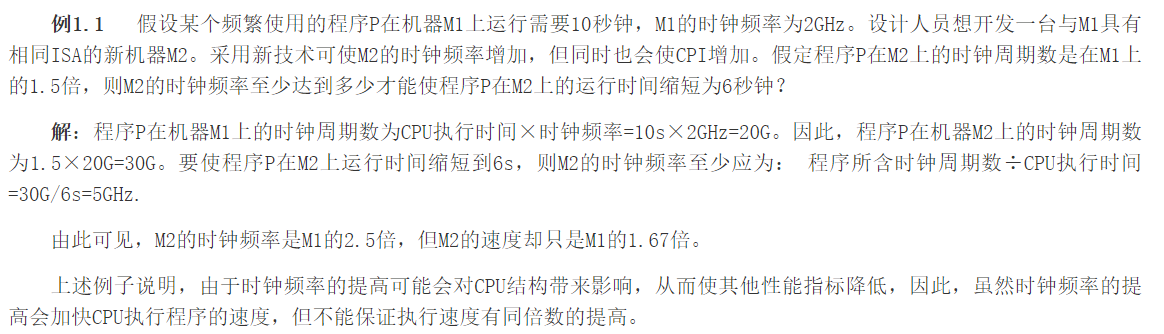 例1.1 假设某个频繁使用的程序P在机器M1上运行需要10秒钟，M1的时钟频率为2GHz。设计人员想开发一台与M1具有
相同ISA的新机器M2。采用新技术可使M2的时钟频率增加，但同时也会使CPI增加。假定程序P在M2上的时钟周期数是在M1上
的1.5倍，则M2的时钟频率至少达到多少才能使程序P在M2上的运行时间缩短为6秒钟？
解：程序P在机器M1上的时钟周期数为CPU执行时间×时钟频率=10s×2GHz=20G。因此，程序P在机器M2上的时钟周期数
为1.5×20G=30G。要使程序P在M2上运行时间缩短到6s，则M2的时钟频率至少应为： 程序所含时钟周期数÷CPU执行时间
=30G/6s=5GHz.
由此可见，M2的时钟频率是M1的2.5倍，但M2的速度却只是M1的1.67倍。
上述例子说明，由于时钟频率的提高可能会对CPU结构带来影响，从而使其他性能指标降低，因此，虽然时钟频率的提
高会加快CPU执行程序的速度，但不能保证执行速度有同倍数的提高。